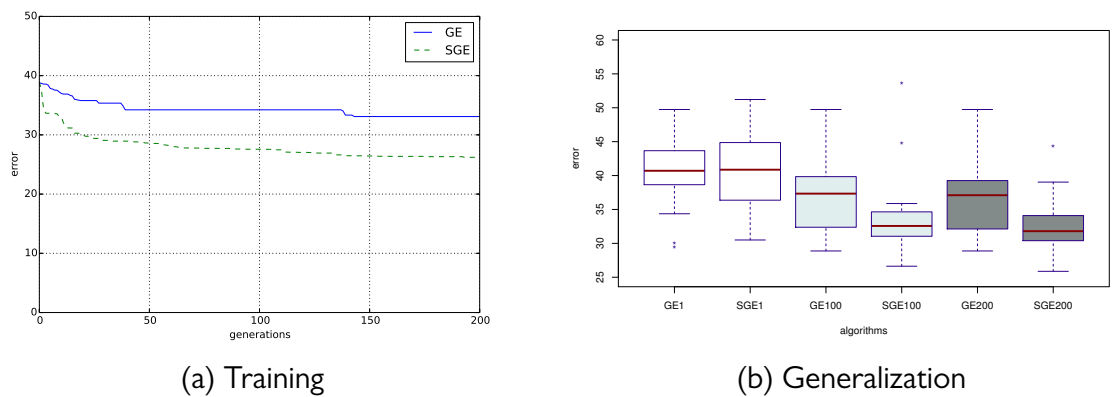 50
40
30
20
10
0
error
0 50 100 150 200
generations
GE
SGE
(a) Training
60
55
50
45
40
35
30
25
error
GE1 SGE1 GE100 SGE100 GE200 SGE200
algorithms
(b) Generalization